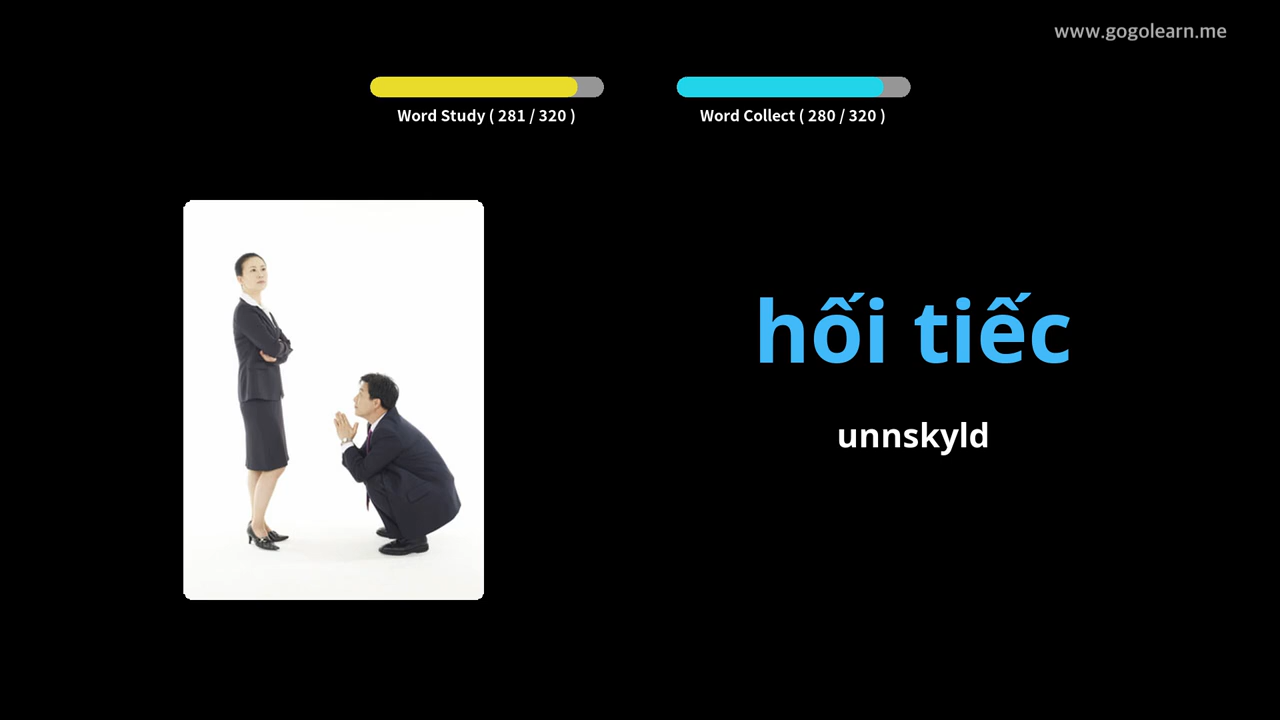 www.gogolearn.me
Word Study ( 281 / 320 )
Word Collect ( 280 / 320 )
hối tiếc
unnskyld